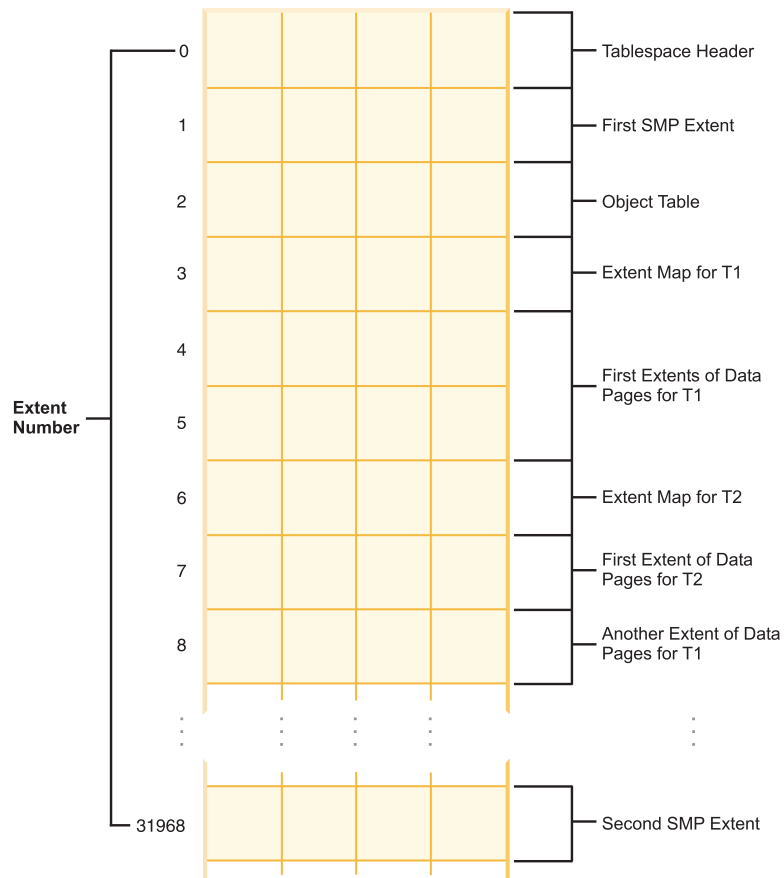 0
Tablespace Header
1
First SMP Extent
2
Object Table
3
Extent Map for T1
4
First Extents of Data
Pages for T1
Extent
Number
5
6
Extent Map for T2
7
First Extent of Data
Pages for T2
8
Another Extent of Data
Pages for T1
31968
Second SMP Extent